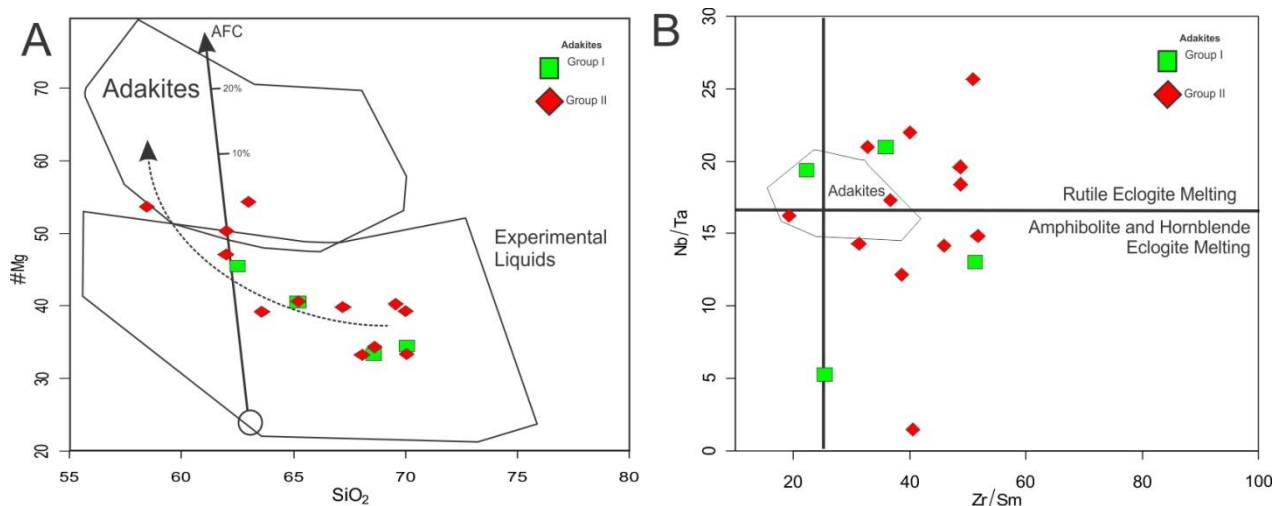 A
AFC
Adakites
20%
10%
Adakites
Group I
Group II
Experimental
Liquids
70
60
50
40
30
20
#Mg
55
60
65
70
75
80
SiO₂
B
Adakites
Group I
Group II
Adakites
Rutile Eclogite Melting
Amphibolite and Hornblende
Eclogite Melting
30
25
20
15
10
5
0
Nb/Ta
20
40
60
80
100
Zr/Sm